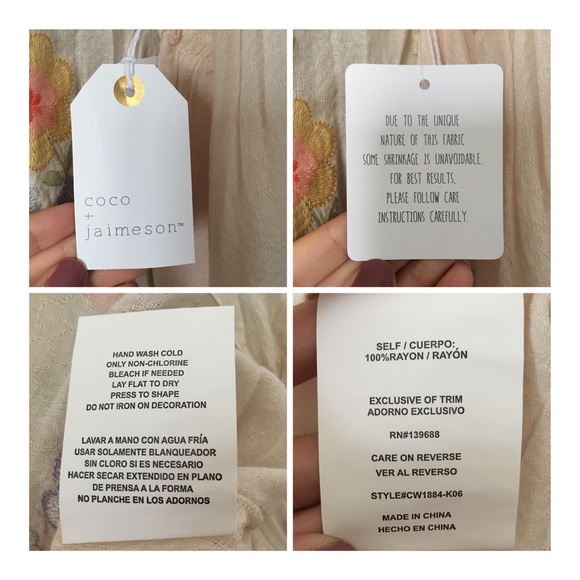 coco
+
jaimeson™
DUE TO THE UNIQUE
NATURE OF THIS FABRIC
SOME SHRINKAGE IS UNAVOIDABLE.
FOR BEST RESULTS,
PLEASE FOLLOW CARE
INSTRUCTIONS CAREFULLY.
HAND WASH COLD
ONLY NON-CHLORINE
BLEACH IF NEEDED
LAY FLAT TO DRY
PRESS TO SHAPE
DO NOT IRON ON DECORATION
LAVAR A MANO CON AGUA FRÍA
USAR SOLAMENTE BLANQUEADOR
SIN CLORO SI ES NECESARIO
HACER SECAR EXTENDIDO EN PLANO
DE PRENSA A LA FORMA
NO PLANCHE EN LOS ADORNOS
SELF / CUERPO:
100%RAYON / RAYÓN
EXCLUSIVE OF TRIM
ADORNO EXCLUSIVO
RN#139688
CARE ON REVERSE
VER AL REVERSO
STYLE#CW1884-K06
MADE IN CHINA
HECHO EN CHINA